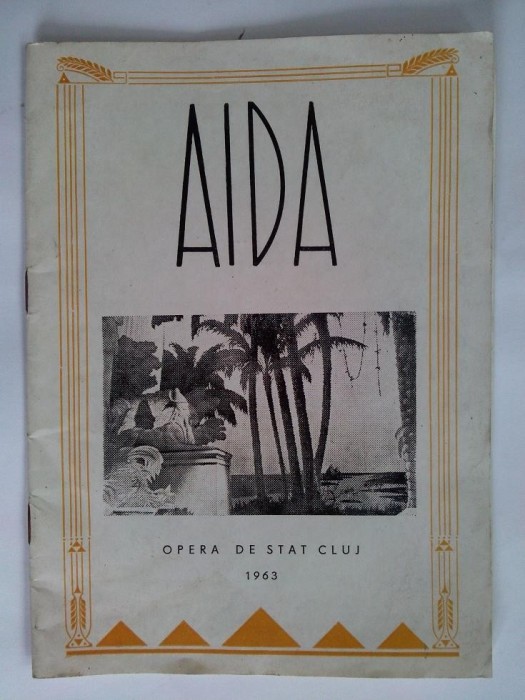 AIDA
OPERA DE STAT CLUJ
1963